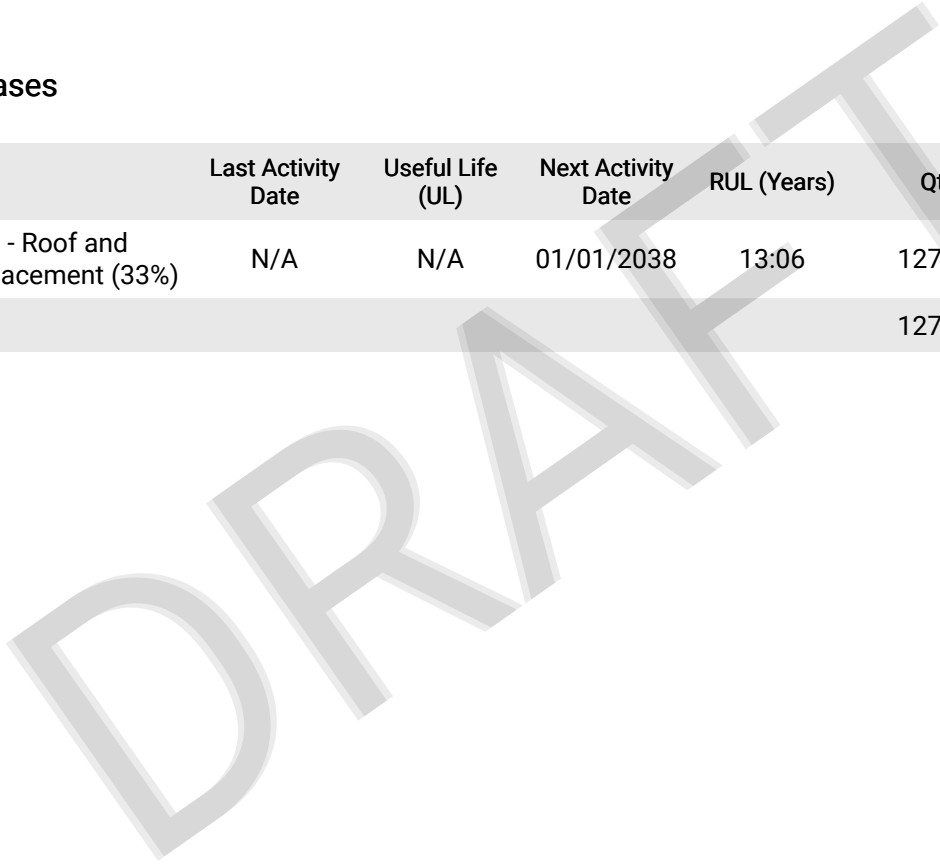 ases
Last Activity Date Useful Life (UL) Next Activity Date RUL (Years) Qt
- Roof and acement (33%) N/A N/A 01/01/2038 13:06 127
127
DRAFT